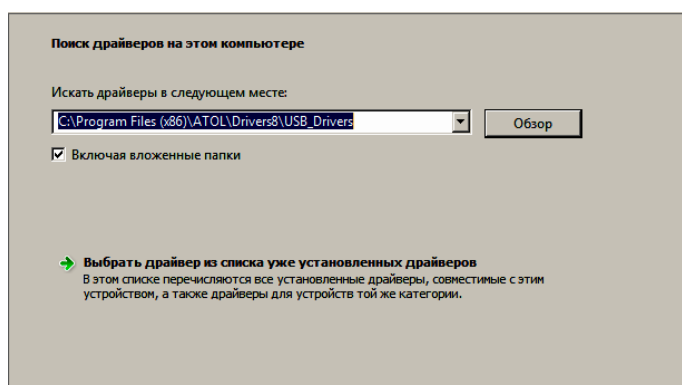 Поиск драйверов на этом компьютере
Искать драйверы в следующем месте:
C:\Program Files (x86)\ATOL\Drivers8\USB_Drivers
Обзор
Включая вложенные папки
Выбрать драйвер из списка уже установленных драйверов
В этом списке перечисляются все установленные драйверы, совместимые с этим
устройством, а также драйверы для устройств той же категории.